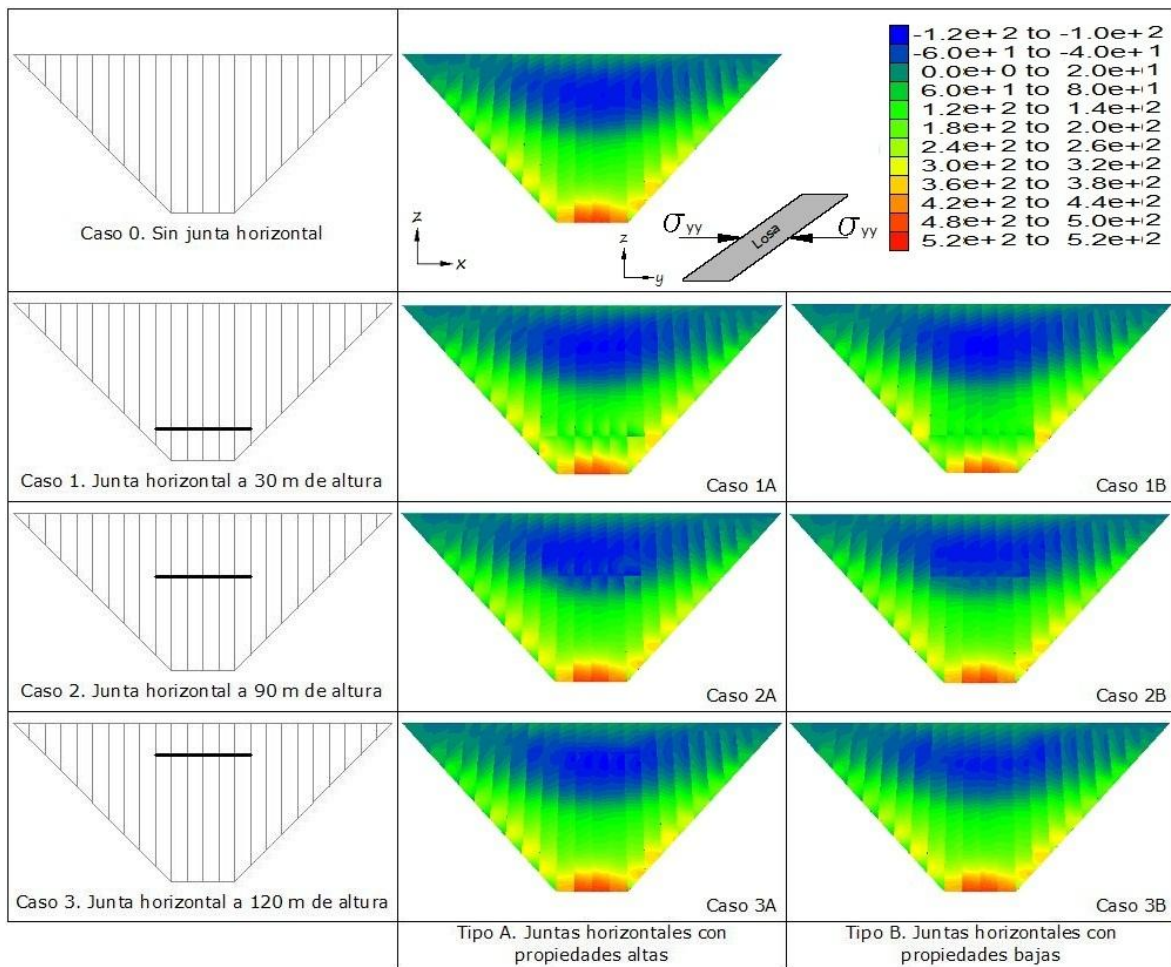 Caso 0. Sin junta horizontal
z
x
σyy
Losa
σyy
z
y
-1.2e+2 to -1.0e+2
-6.0e+1 to -4.0e+1
0.0e+0 to 2.0e+1
6.0e+1 to 8.0e+1
1.2e+2 to 1.4e+2
1.8e+2 to 2.0e+2
2.4e+2 to 2.6e+2
3.0e+2 to 3.2e+2
3.6e+2 to 3.8e+2
4.2e+2 to 4.4e+2
4.8e+2 to 5.0e+2
5.2e+2 to 5.2e+2
Caso 1. Junta horizontal a 30 m de altura
Caso 1A
Caso 1B
Caso 2. Junta horizontal a 90 m de altura
Caso 2A
Caso 2B
Caso 3. Junta horizontal a 120 m de altura
Caso 3A
Caso 3B
Tipo A. Juntas horizontales con
propiedades altas
Tipo B. Juntas horizontales con
propiedades bajas